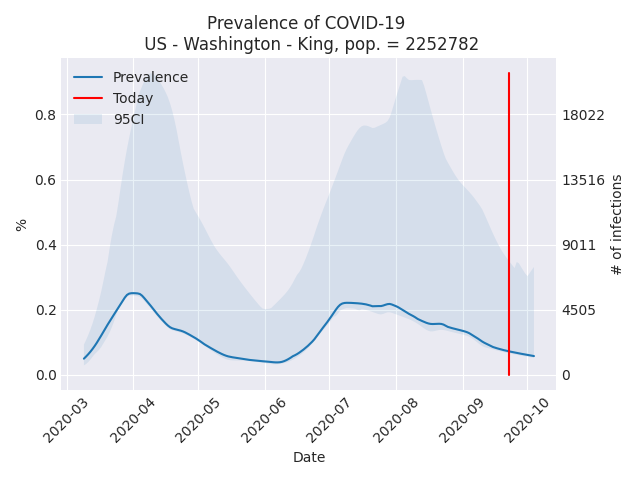 Prevalence of COVID-19
US - Washington - King, pop. = 2252782
Prevalence
Today
95CI
%
0.8
0.6
0.4
0.2
0.0
18022
13516
9011
4505
0
# of infections
2020-03
2020-04
2020-05
2020-06
2020-07
2020-08
2020-09
2020-10
Date